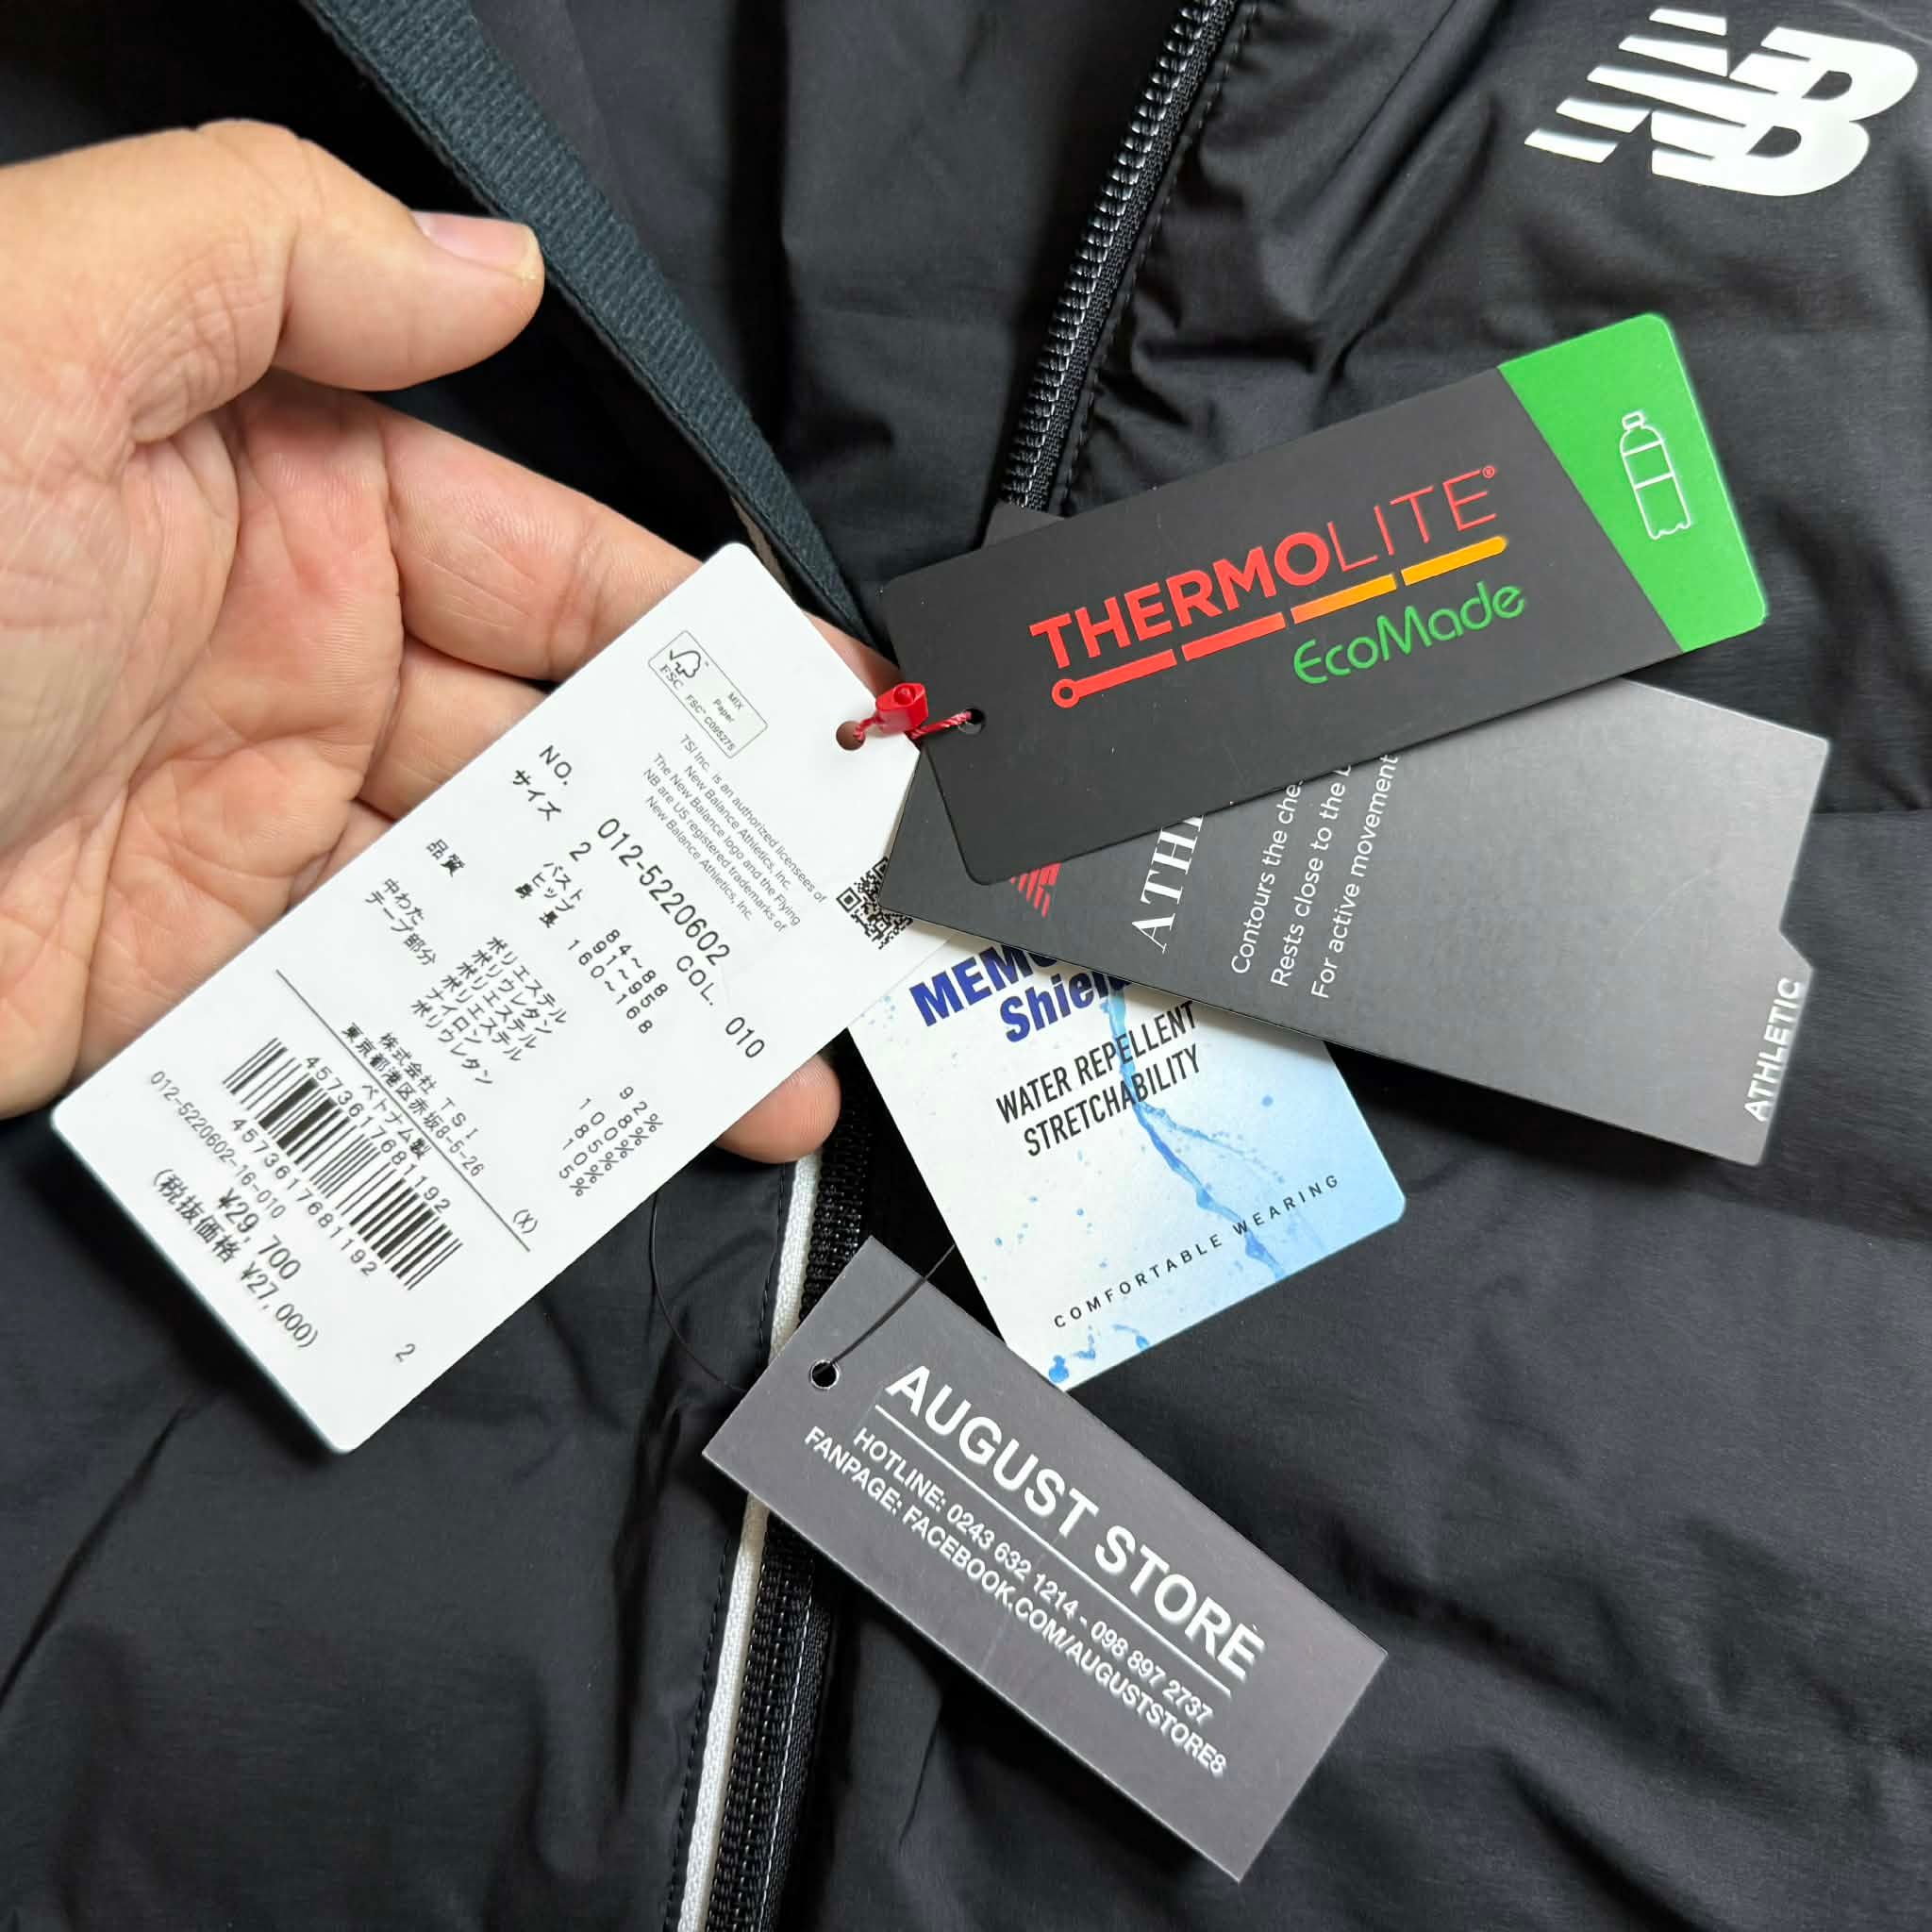 NB
THERMOLITE®
EcoMade
FSC™
MIX
Paper
FSC® C095275
TSI Inc. is an authorized licensees of
New Balance Athletics, Inc.
The New Balance logo and the Flying
NB are US registered trademarks of
New Balance Athletics, Inc.
NO. 012-5220602 COL. 010
サイズ 2
バスト 84~88
ヒップ 91~95
身長 160~168
品質
ポリエステル 92%
ポリウレタン 8%
中わた ポリエステル 100%
テープ部分 ナイロン 85%
ポリエステル 10%
ポリウレタン 5%
株式会社 TSI
東京都港区赤坂8-5-26
ベトナム製 (X)
4573617681192
4573617681192
012-5220602-16-010
¥29,700
(税抜価格 ¥27,000)
2
Contours the
Rests close to the
For active movement
ATHLETIC
Shield
WATER REPELLENT
STRETCHABILITY
COMFORTABLE WEARING
AUGUST STORE
HOTLINE: 0243 632 1214 - 098 897 2737
FANPAGE: FACEBOOK.COM/AUGUSTSTORE8